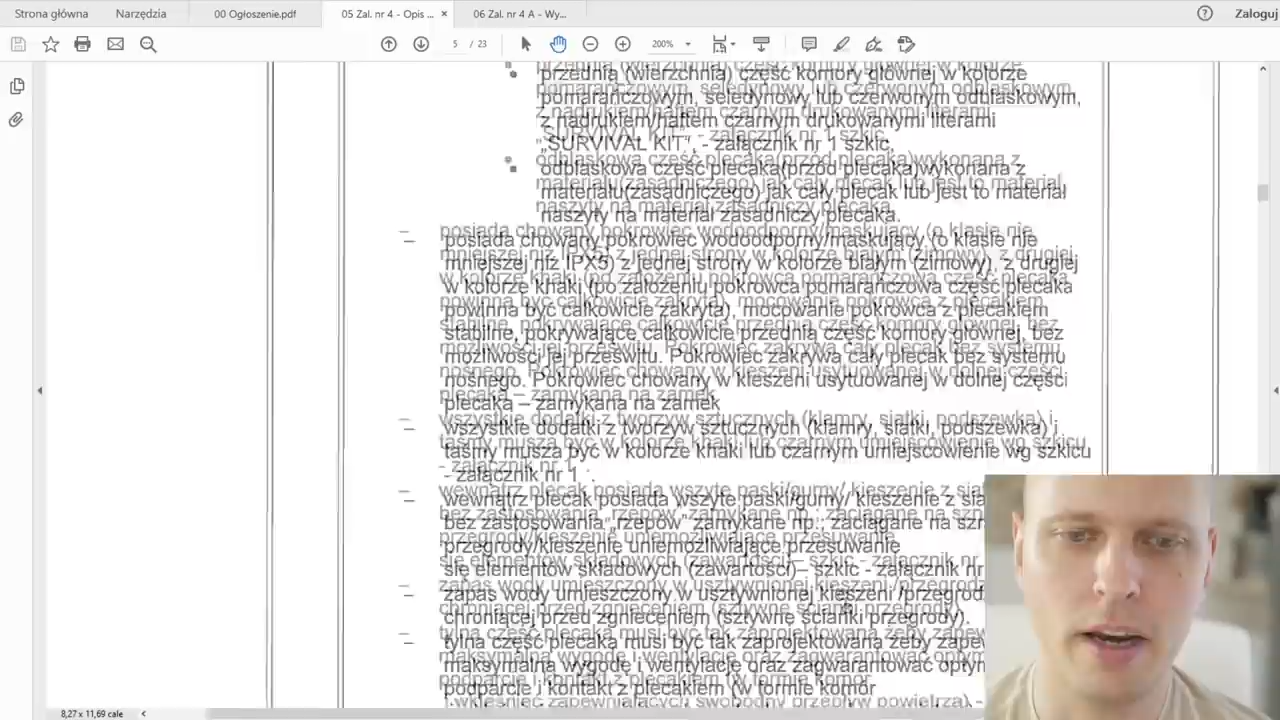 Strona główna Narzędzia 00 Ogłoszenie.pdf 05 Zal. nr 4 - Opis ... × 06 Zal. nr 4 A - Wy... ? Zaloguj
5 / 23 200%
przednia (wierzchnia) część komory głównej w kolorze
pomarańczowym, seledynowy lub czerwonym odblaskowym,
z nadrukiem/haftem czarnym drukowanymi literami
„SURVIVAL KIT", - załącznik nr 1 szkic,
▪ odblaskowa część plecaka(przód plecaka)wykonana z
materiału(zasadniczego) jak cały plecak lub jest to materiał
naszyty na materiał zasadniczy plecaka.
– posiada chowany pokrowiec wodoodporny/maskujący (o klasie nie
mniejszej niż IPX5) z jednej strony w kolorze białym (zimowy), z drugiej
w kolorze khaki (po założeniu pokrowca pomarańczowa część plecaka
powinna być całkowicie zakryta), mocowanie pokrowca z plecakiem
stabilne, pokrywające całkowicie przednią część komory głównej, bez
możliwości jej prześwitu. Pokrowiec zakrywa cały plecak bez systemu
nośnego. Pokrowiec chowany w kieszeni usytuowanej w dolnej części
plecaka – zamykana na zamek
– wszystkie dodatki z tworzyw sztucznych (klamry, siatki, podszewka) i
taśmy muszą być w kolorze khaki lub czarnym umiejscowienie wg szkicu
- załącznik nr 1 .
– wewnątrz plecak posiada wszyte paski/gumy/ kieszenie z
bez zastosowania „rzepów" zamykane np.; zaciągane na
przegrody/kieszenie uniemożliwiające przesuwanie
się elementów składowych (zawartości)– szkic - załącznik nr
– zapas wody umieszczony w usztywnionej kieszeni
chroniącej przed zgnieceniem (sztywne ścianki przegrody).
– tylna część plecaka musi być tak zaprojektowana żeby
maksymalną wygodę i wentylację oraz zagwarantować
podparcie i kontakt z plecakiem (w formie komór
8,27 x 11,69 cale